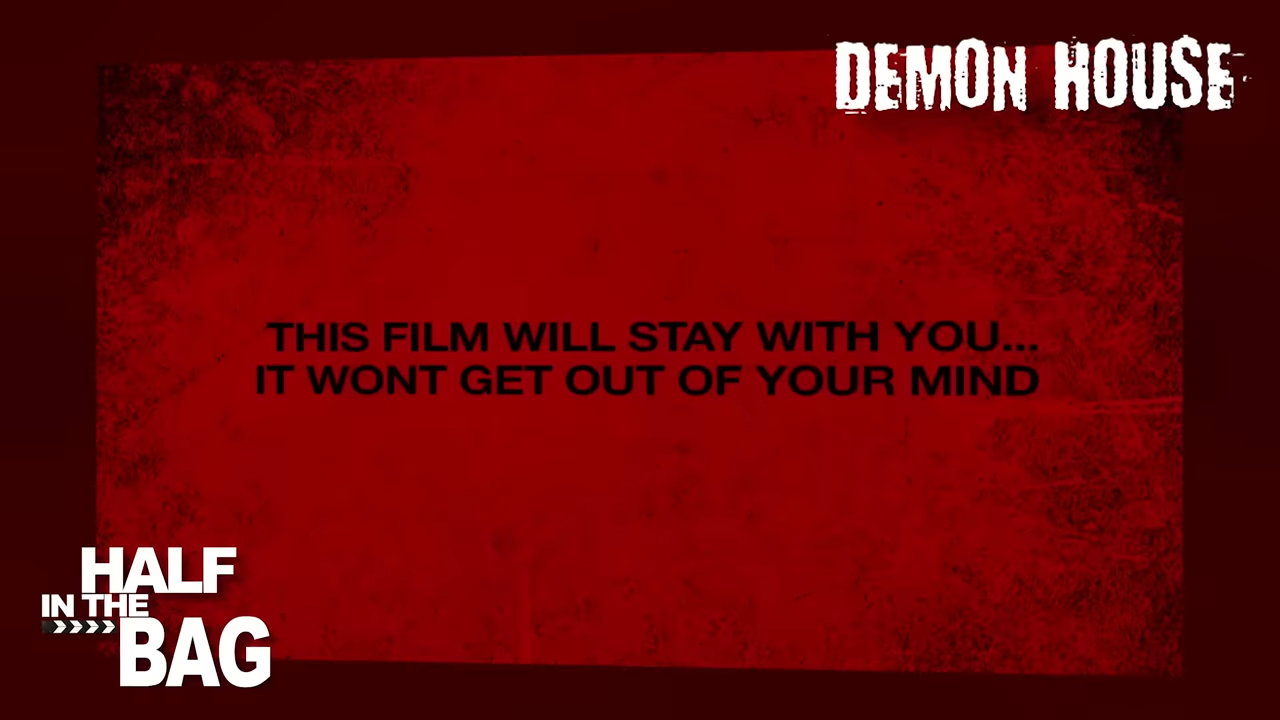 DEMON HOUSE
THIS FILM WILL STAY WITH YOU...
IT WONT GET OUT OF YOUR MIND
HALF
IN THE
BAG